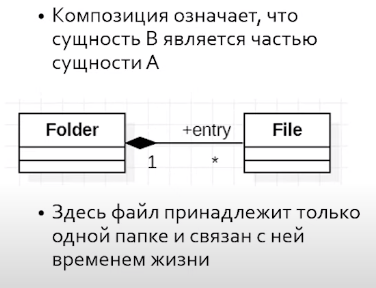 • Композиция означает, что
сущность B является частью
сущности A
Folder
+entry
File
1
*
• Здесь файл принадлежит только
одной папке и связан с ней
временем жизни